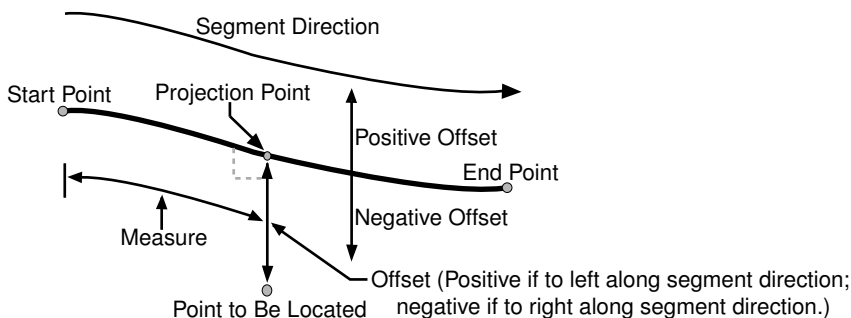 Segment Direction
Start Point
Projection Point
Positive Offset
End Point
Negative Offset
Measure
Offset (Positive if to left along segment direction;
negative if to right along segment direction.)
Point to Be Located